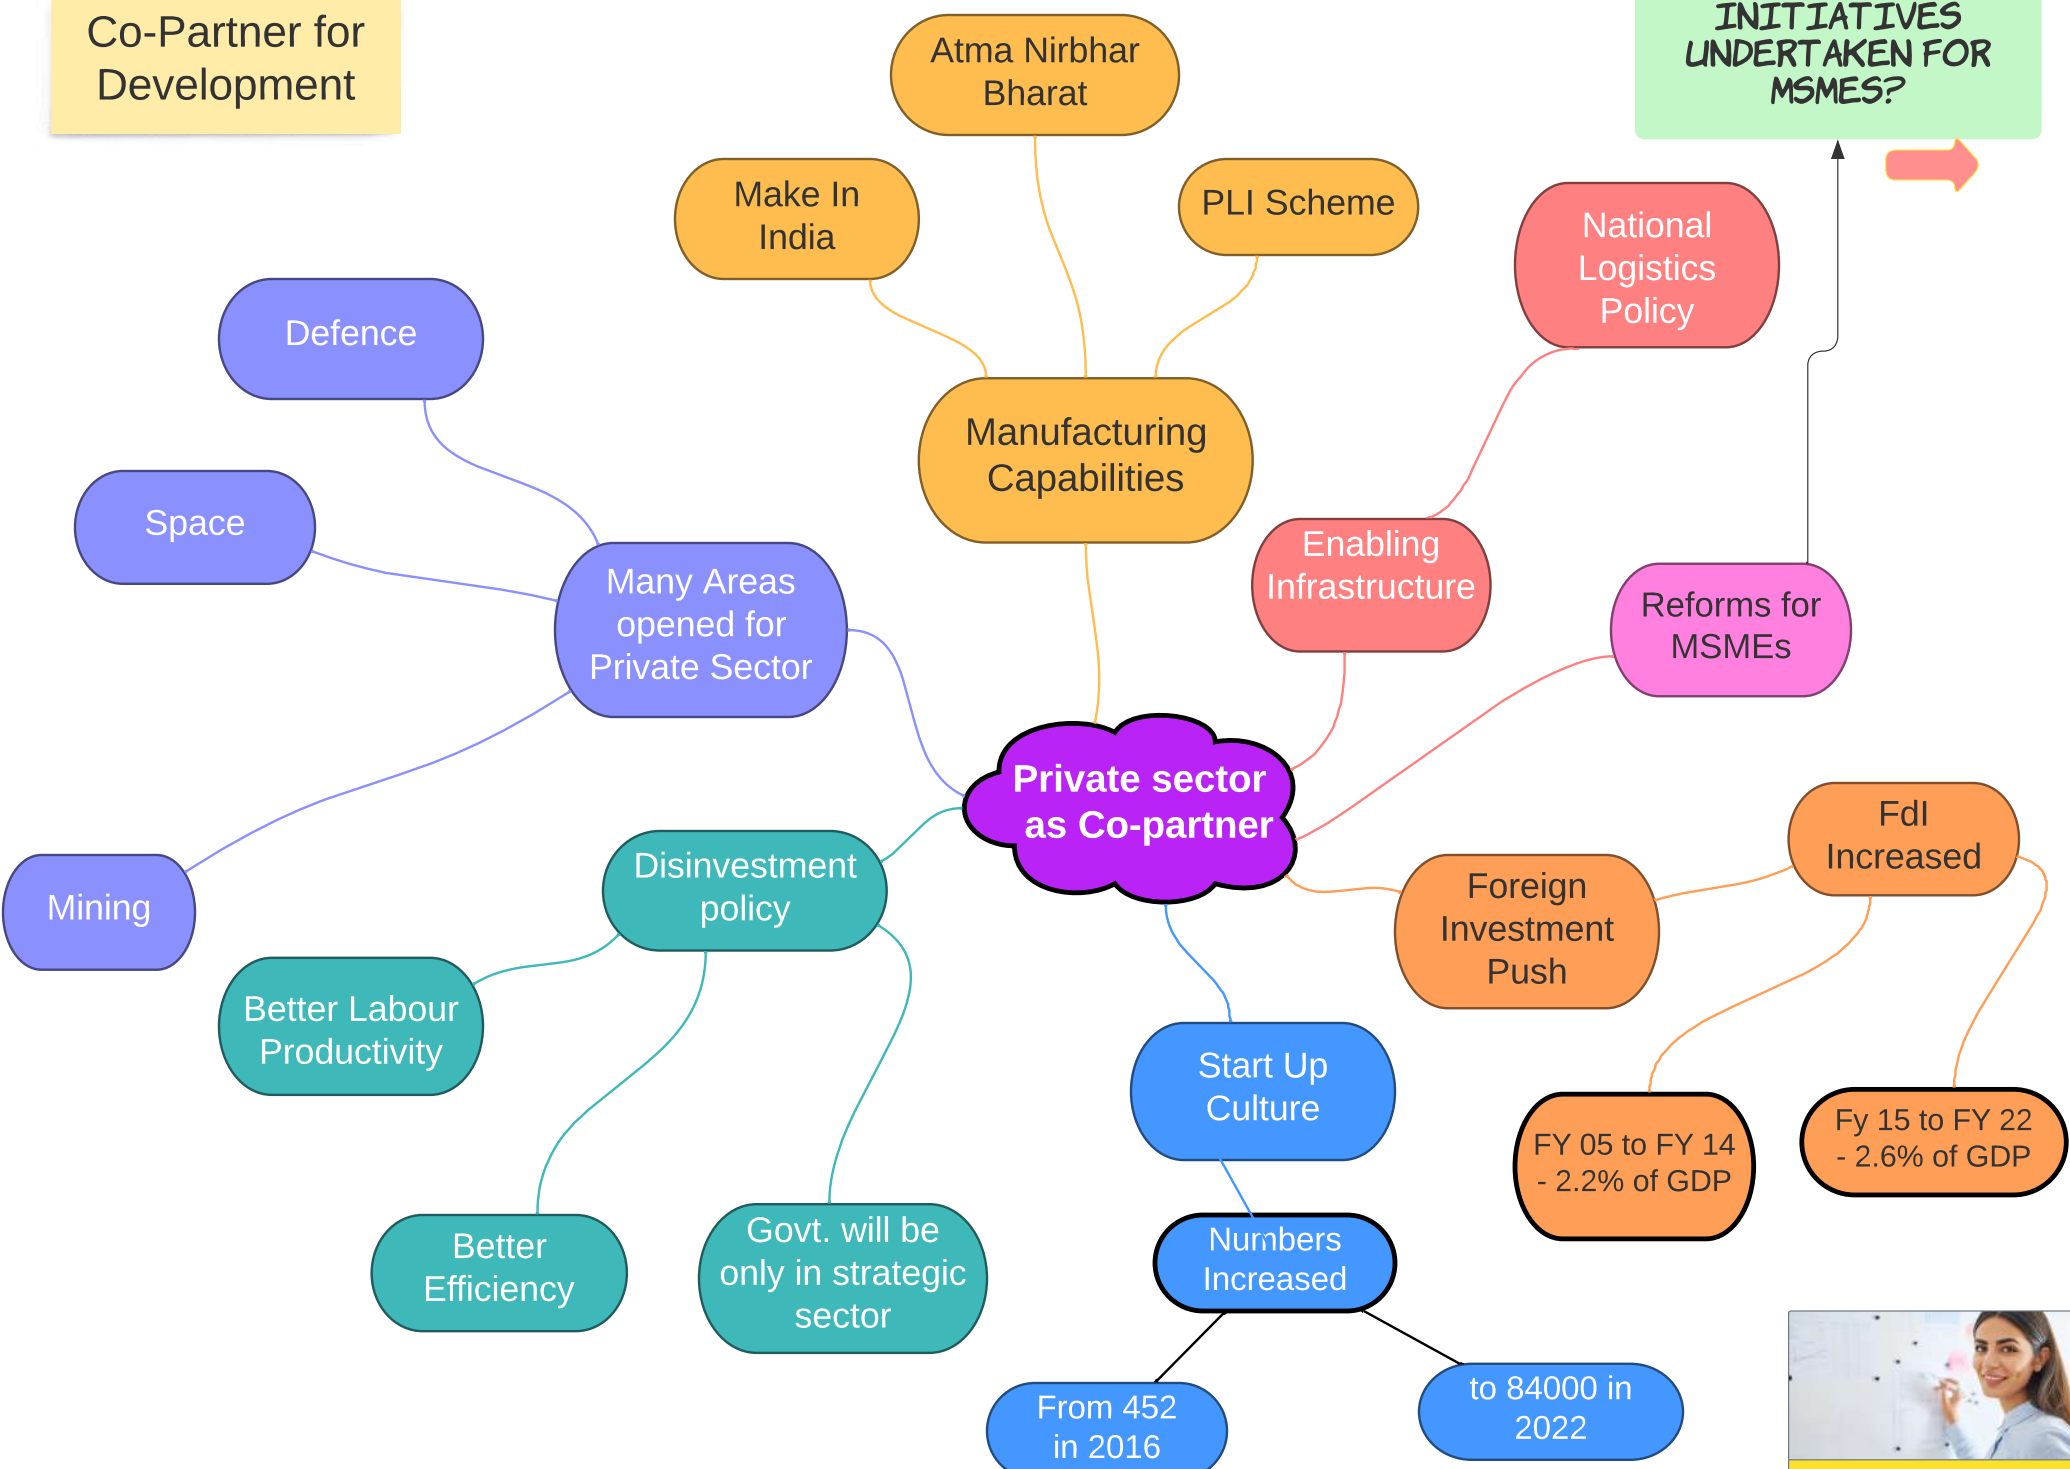 Co-Partner for
Development
INITIATIVES
UNDERTAKEN FOR
MSMES?
Atma Nirbhar
Bharat
Make In
India
PLI Scheme
National
Logistics
Policy
Defence
Manufacturing
Capabilities
Space
Enabling
Infrastructure
Many Areas
opened for
Private Sector
Reforms for
MSMEs
Private sector
as Co-partner
Mining
Disinvestment
policy
FdI
Increased
Foreign
Investment
Push
Better Labour
Productivity
Start Up
Culture
FY 05 to FY 14
- 2.2% of GDP
Fy 15 to FY 22
- 2.6% of GDP
Better
Efficiency
Govt. will be
only in strategic
sector
Numbers
Increased
From 452
in 2016
to 84000 in
2022